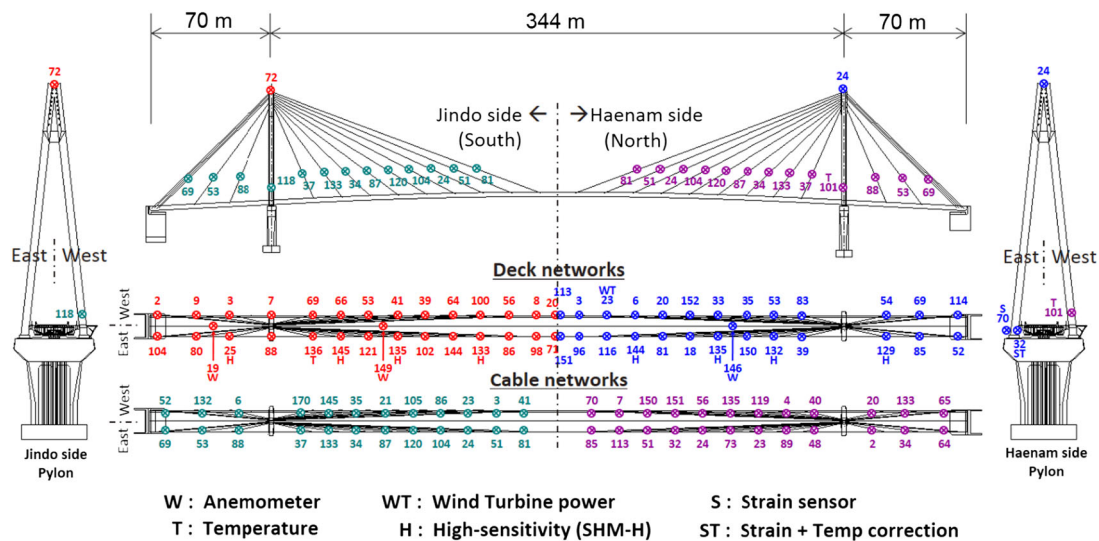 70 m 344 m 70 m
72 72 24 24
Jindo side ← → Haenam side
(South) (North)
69 53 88 118 37 133 34 87 120 104 24 51 81
81 51 24 104 120 87 34 133 37 T 101 88 53 69
East West
118
Jindo side
Pylon
East West
S 70
32 ST
T 101
Haenam side
Pylon
Deck networks
West
2 9 3 7 69 66 53 41 39 64 100 56 8 20 113 3 WT 23 6 20 152 33 35 53 83 54 69 114
East
104 80 25 H 88 136 T 145 H 121 135 H 102 144 133 H 86 98 71 151 96 116 144 H 81 18 135 H 150 132 H 39 129 H 85 52
19 W 149 W 146 W
Cable networks
West
52 132 6 170 145 35 21 105 86 23 3 41 70 7 150 151 56 135 119 4 40 20 133 65
East
69 53 88 37 133 34 87 120 104 24 51 81 85 113 51 32 24 73 23 89 48 2 34 64
W : Anemometer WT : Wind Turbine power S : Strain sensor
T : Temperature H : High-sensitivity (SHM-H) ST : Strain + Temp correction